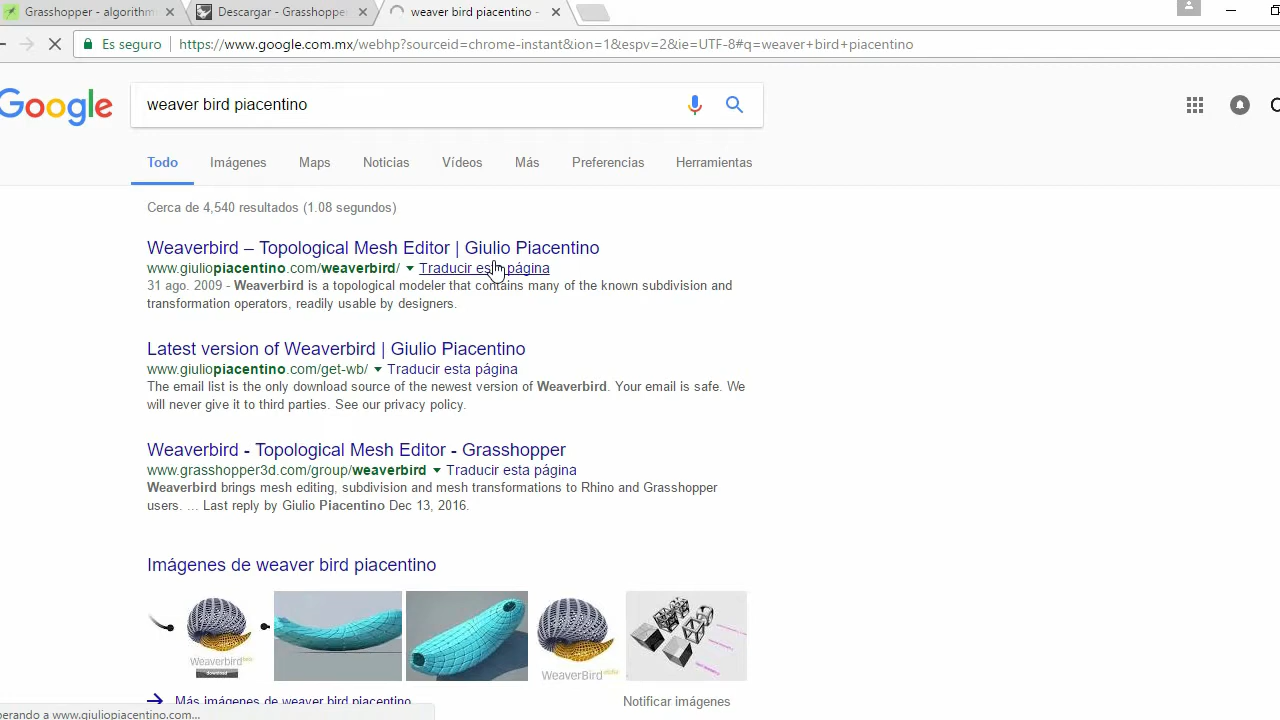 Grasshopper - algorithm
Descargar - Grasshopper
weaver bird piacentino -
Es seguro
https://www.google.com.mx/webhp?sourceid=chrome-instant&ion=1&espv=2&ie=UTF-8#q=weaver+bird+piacentino
Google
weaver bird piacentino
Todo Imágenes Maps Noticias Vídeos Más Preferencias Herramientas
Cerca de 4,540 resultados (1.08 segundos)
Weaverbird – Topological Mesh Editor | Giulio Piacentino
www.giuliopiacentino.com/weaverbird/ Traducir esta página
31 ago. 2009 - Weaverbird is a topological modeler that contains many of the known subdivision and
transformation operators, readily usable by designers.
Latest version of Weaverbird | Giulio Piacentino
www.giuliopiacentino.com/get-wb/ Traducir esta página
The email list is the only download source of the newest version of Weaverbird. Your email is safe. We
will never give it to third parties. See our privacy policy.
Weaverbird - Topological Mesh Editor - Grasshopper
www.grasshopper3d.com/group/weaverbird Traducir esta página
Weaverbird brings mesh editing, subdivision and mesh transformations to Rhino and Grasshopper
users. ... Last reply by Giulio Piacentino Dec 13, 2016.
Imágenes de weaver bird piacentino
Weaverbird
download
WeaverBird
Más imágenes de weaver bird piacentino
Notificar imágenes
perando a www.giuliopiacentino.com...